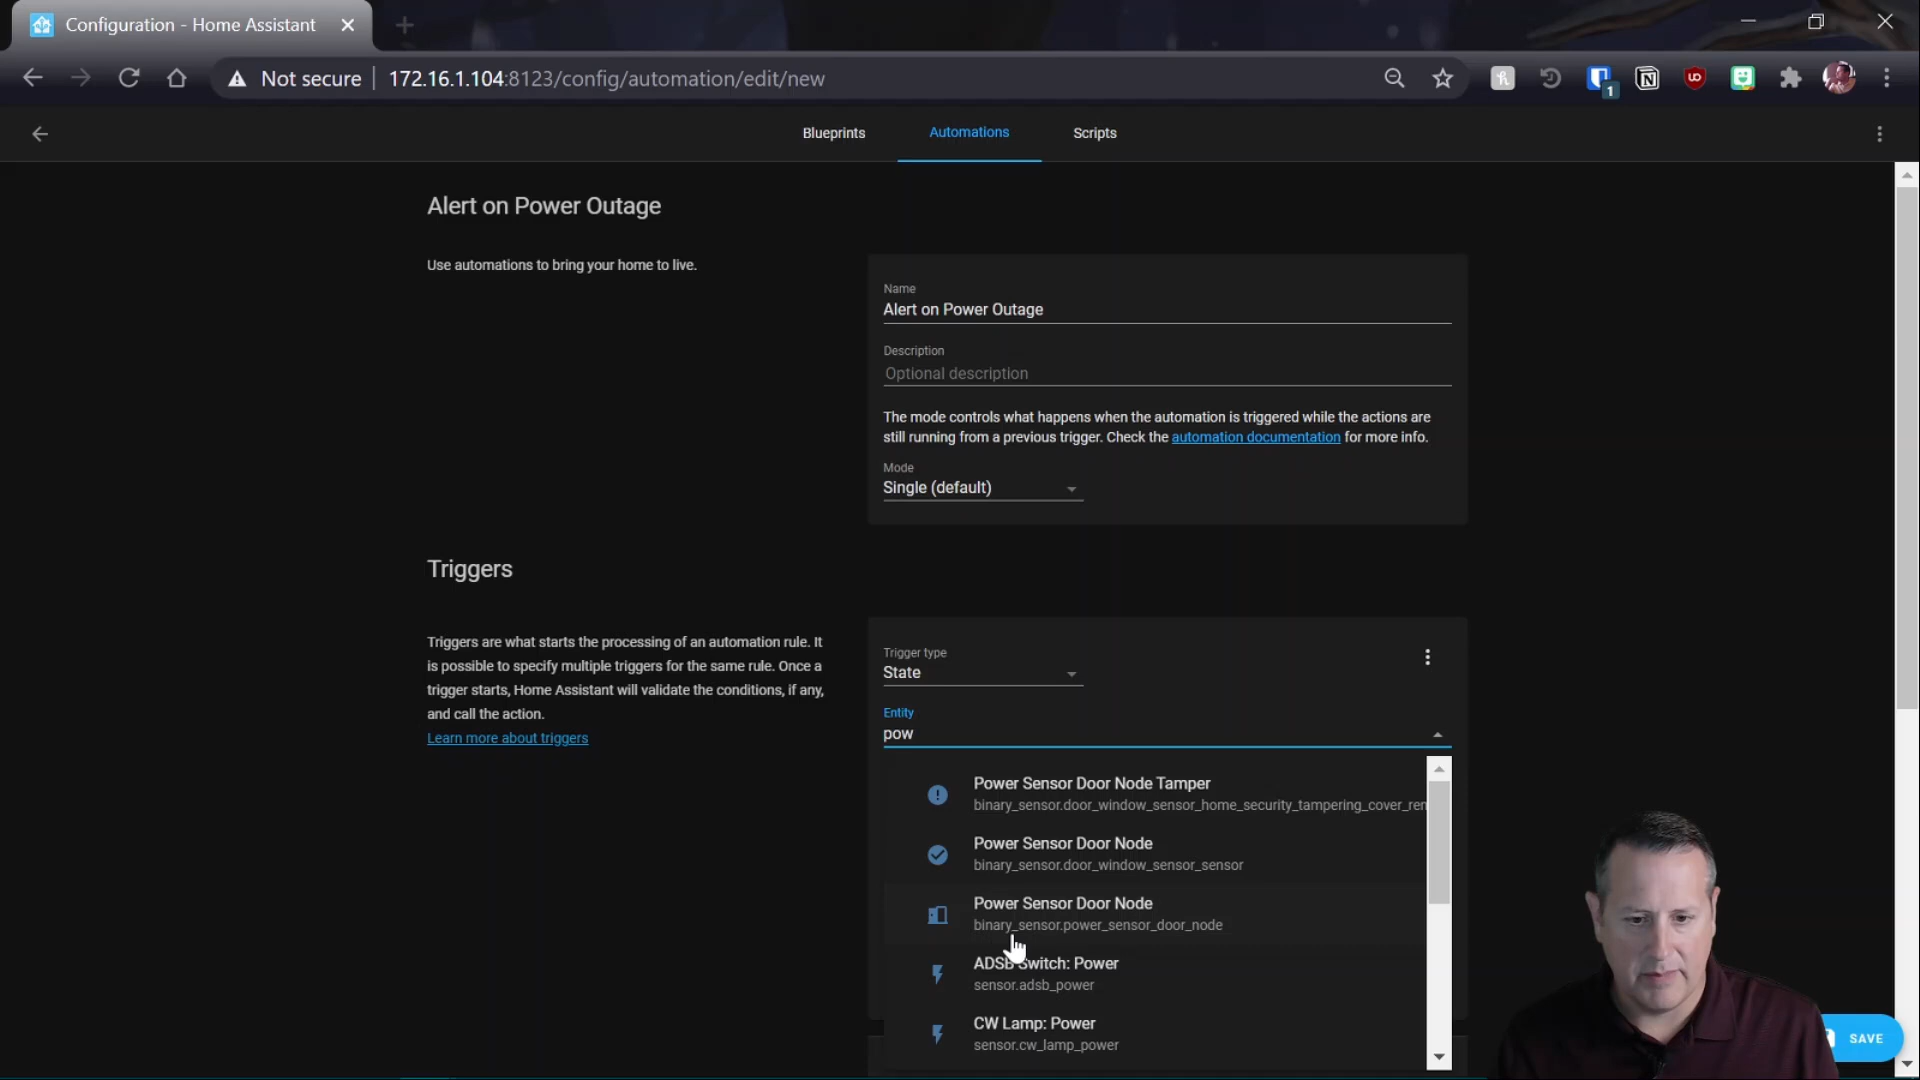 Configuration - Home Assistant
Not secure
172.16.1.104:8123/config/automation/edit/new
1
Blueprints
Automations
Scripts
Alert on Power Outage
Use automations to bring your home to live.
Name
Alert on Power Outage
Description
Optional description
The mode controls what happens when the automation is triggered while the actions are
still running from a previous trigger. Check the automation documentation for more info.
Mode
Single (default)
Triggers
Triggers are what starts the processing of an automation rule. It
is possible to specify multiple triggers for the same rule. Once a
trigger starts, Home Assistant will validate the conditions, if any,
and call the action.
Learn more about triggers
Trigger type
State
Entity
pow
Power Sensor Door Node Tamper
binary_sensor.door_window_sensor_home_security_tampering_cover_ren
Power Sensor Door Node
binary_sensor.door_window_sensor_sensor
Power Sensor Door Node
binary_sensor.power_sensor_door_node
ADSB Switch: Power
sensor.adsb_power
CW Lamp: Power
sensor.cw_lamp_power
SAVE